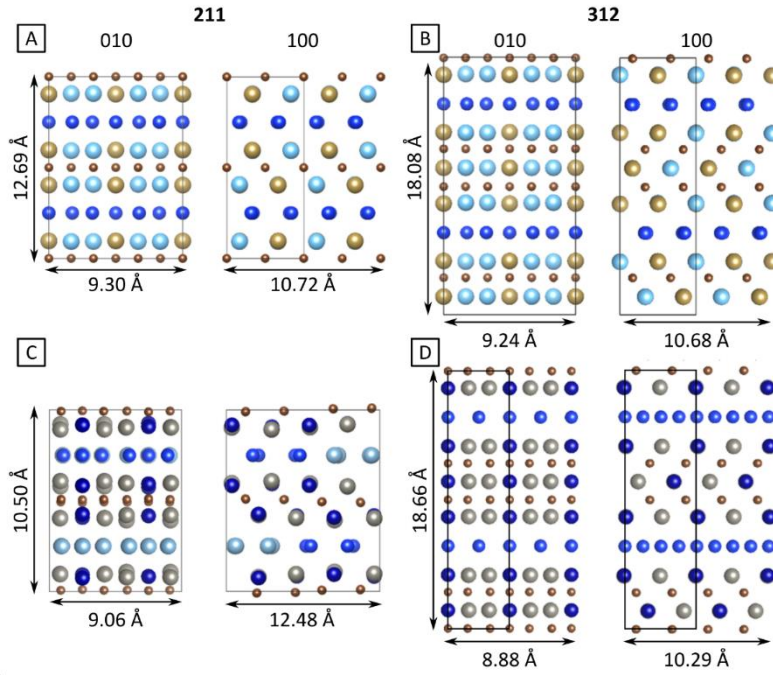 211
312
A
010
100
B
010
100
12.69 Å
18.08 Å
9.30 Å
10.72 Å
9.24 Å
10.68 Å
C
D
10.50 Å
18.66 Å
9.06 Å
12.48 Å
8.88 Å
10.29 Å